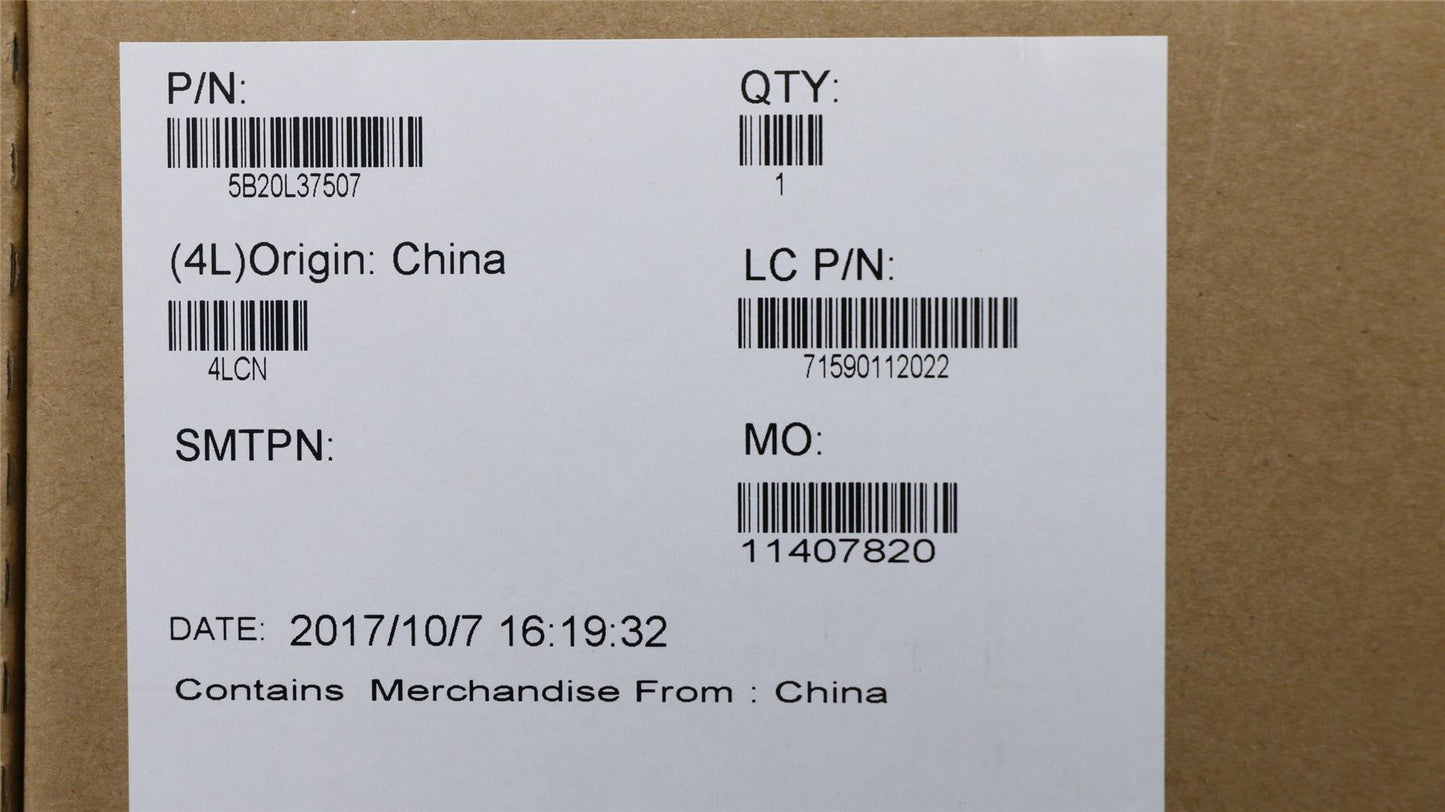 P/N:
QTY:
5B20L37507
1
(4L)Origin: China
LC P/N:
4LCN
71590112022
SMTPN:
MO:
11407820
DATE: 2017/10/7 16:19:32
Contains Merchandise From : China